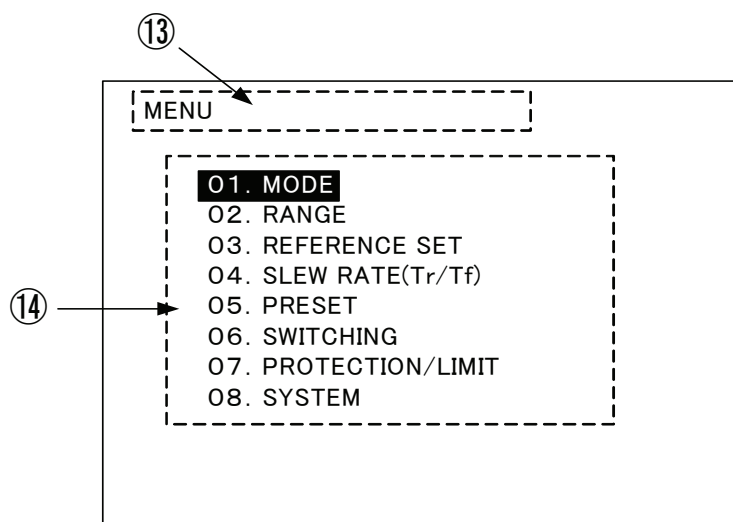 ⑬
MENU
01. MODE
02. RANGE
03. REFERENCE SET
04. SLEW RATE(Tr/Tf)
⑭
05. PRESET
06. SWITCHING
07. PROTECTION/LIMIT
08. SYSTEM